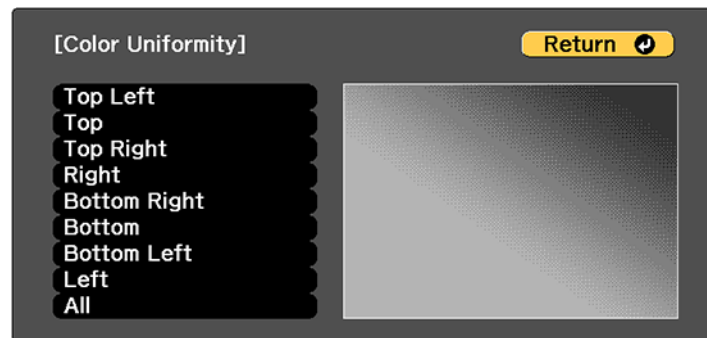 [Color Uniformity]
Return
Top Left
Top
Top Right
Right
Bottom Right
Bottom
Bottom Left
Left
All